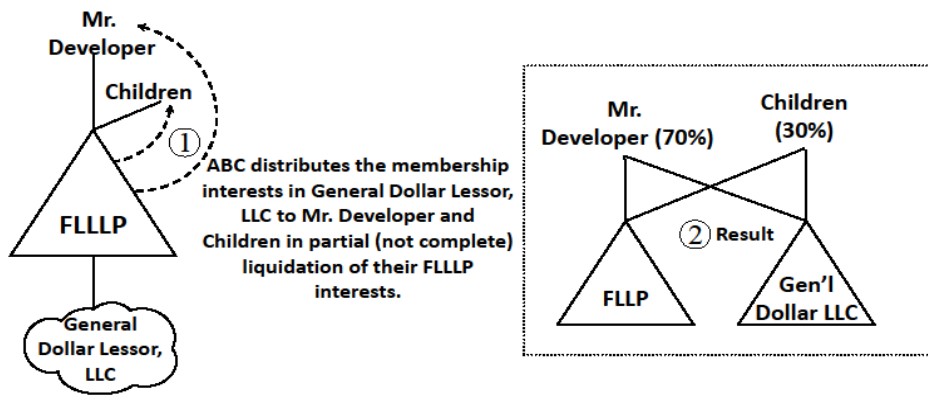 Mr.
Developer
Children
①
ABC distributes the membership
interests in General Dollar Lessor,
LLC to Mr. Developer and
Children in partial (not complete)
liquidation of their FLLLP
interests.
FLLLP
General
Dollar Lessor,
LLC
Mr.
Developer (70%)
Children
(30%)
② Result
FLLP
Gen’l
Dollar LLC